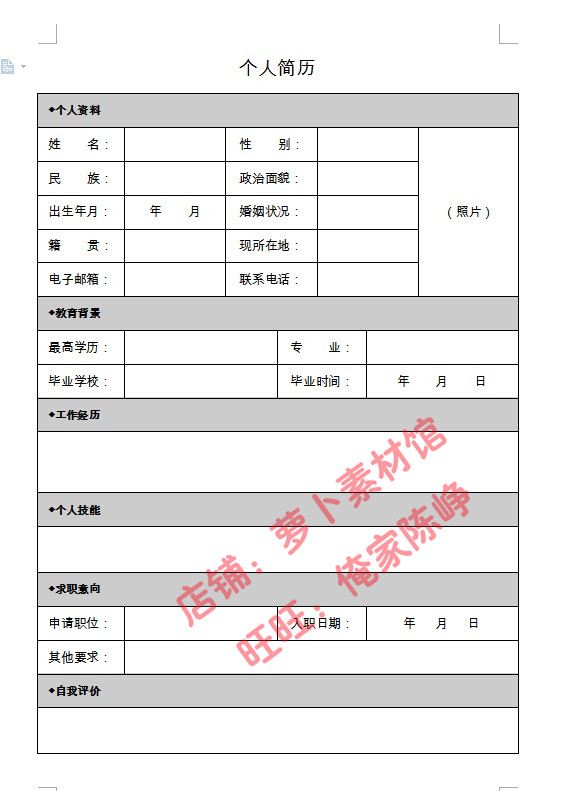 个人简历
◆个人资料
姓 名： 性 别：
民 族： 政治面貌：
出生年月： 年 月 婚姻状况： （照片）
籍 贯： 现所在地：
电子邮箱： 联系电话：
◆教育背景
最高学历： 专 业：
毕业学校： 毕业时间： 年 月 日
◆工作经历
◆个人技能
◆求职意向
申请职位： 入职日期： 年 月 日
其他要求：
◆自我评价
店铺：萝卜素材馆
旺旺：俺家陈峥